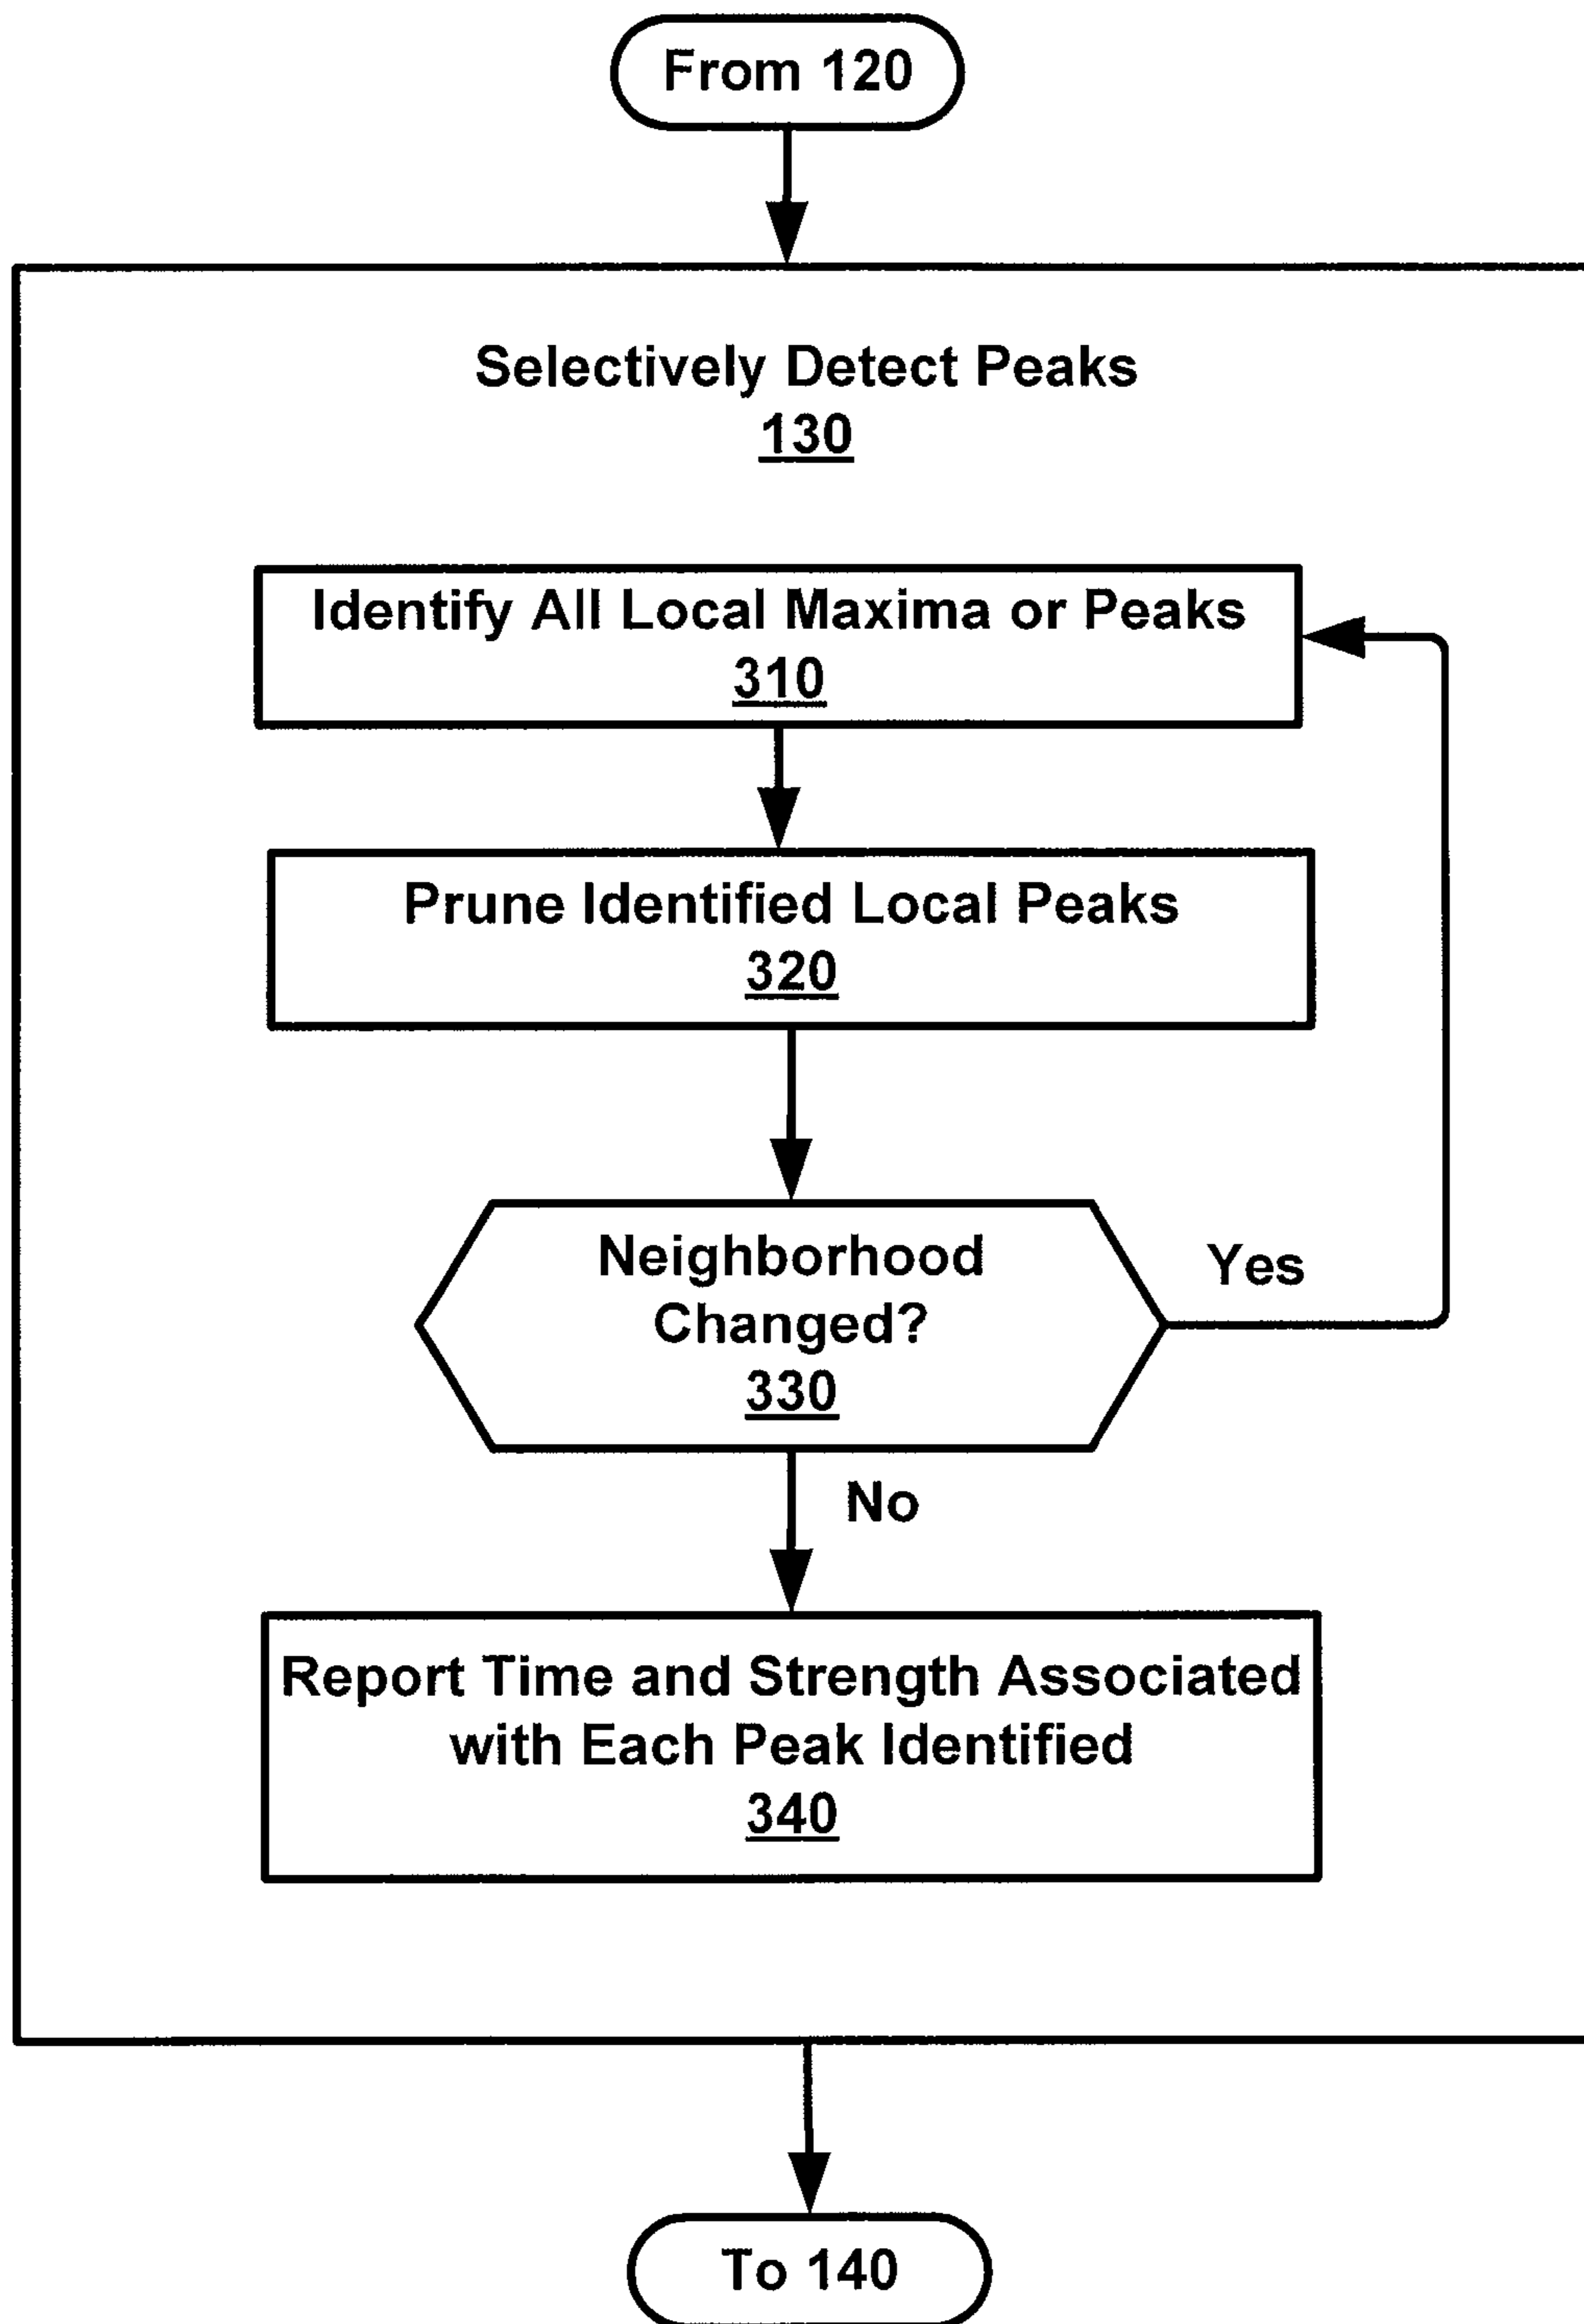 From 120
Selectively Detect Peaks
130
Identify All Local Maxima or Peaks
310
Prune Identified Local Peaks
320
Neighborhood
Changed?
330
Yes
No
Report Time and Strength Associated
with Each Peak Identified
340
To 140